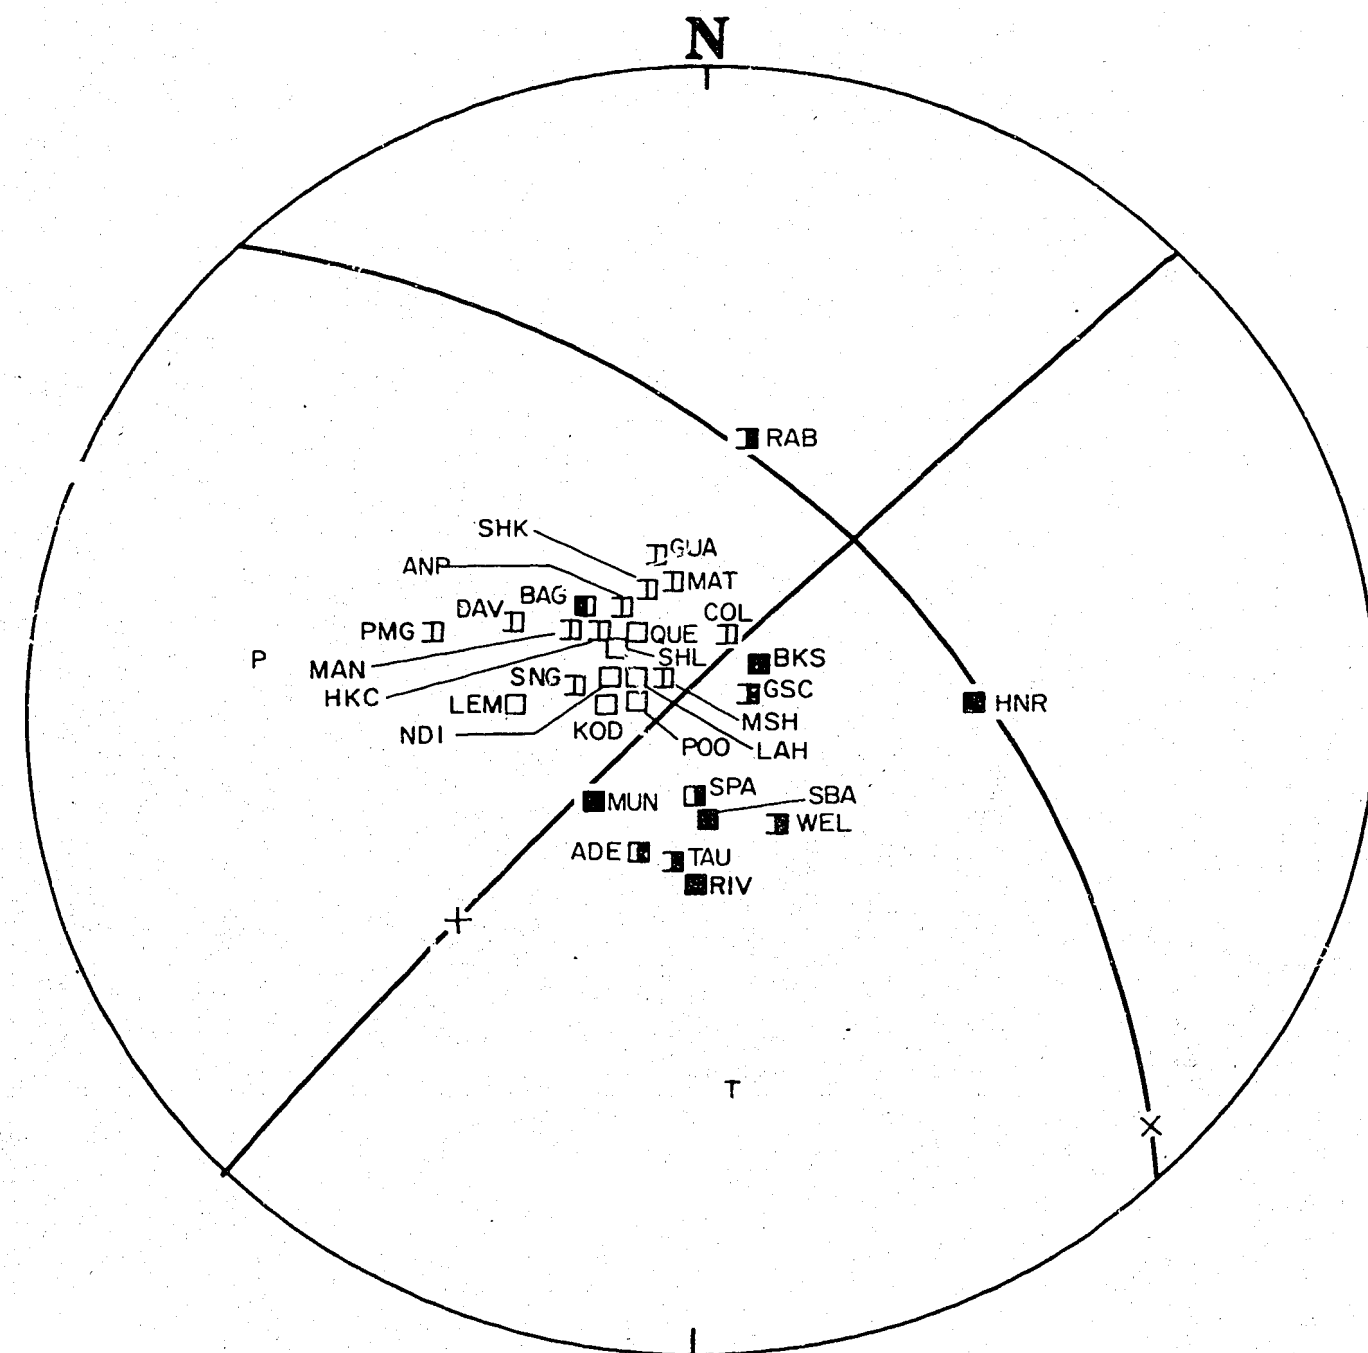 N
RAB
SHK
GUA
ANP
MAT
BAG
DAV
COL
PMG
QUE
P
MAN
SHL
BKS
HKC
SNG
GSC
LEM
HNR
MSH
NDI
KOD
POO
LAH
SPA
SBA
MUN
WEL
ADE
TAU
RIV
T